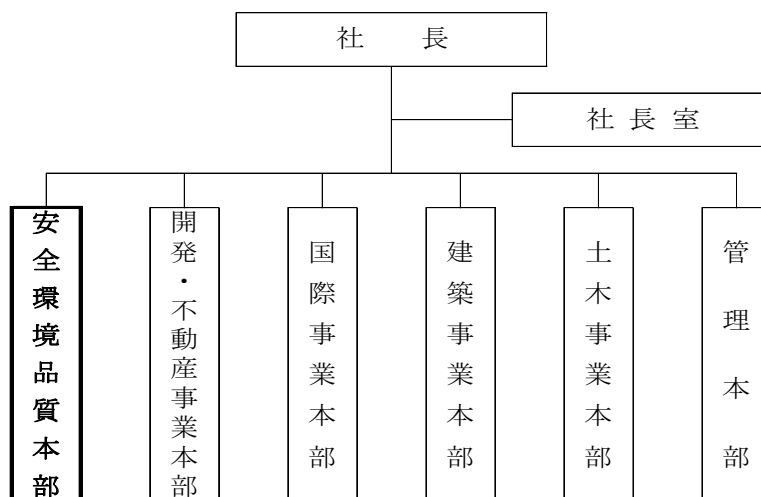 社長
社長室
安全環境品質本部
開発・不動産事業本部
国際事業本部
建築事業本部
土木事業本部
管理本部